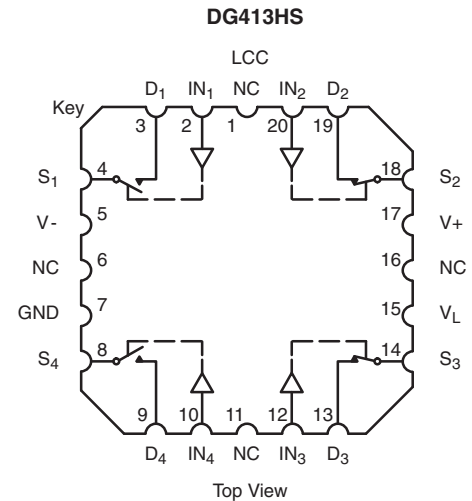 DG413HS
LCC
D1 IN1 NC IN2 D2
Key
3 2 1 20 19
S1 4 18 S2
V- 5 17 V+
NC 6 16 NC
GND 7 15 VL
S4 8 14 S3
9 10 11 12 13
D4 IN4 NC IN3 D3
Top View